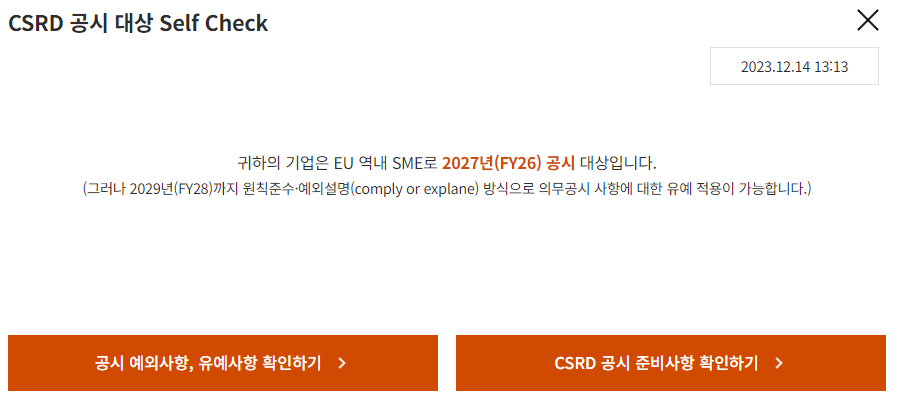 CSRD 공시 대상 Self Check
2023.12.14 13:13
귀하의 기업은 EU 역내 SME로 2027년(FY26) 공시 대상입니다.
(그러나 2029년(FY28)까지 원칙준수·예외설명(comply or explane) 방식으로 의무공시 사항에 대한 유예 적용이 가능합니다.)
공시 예외사항, 유예사항 확인하기
CSRD 공시 준비사항 확인하기